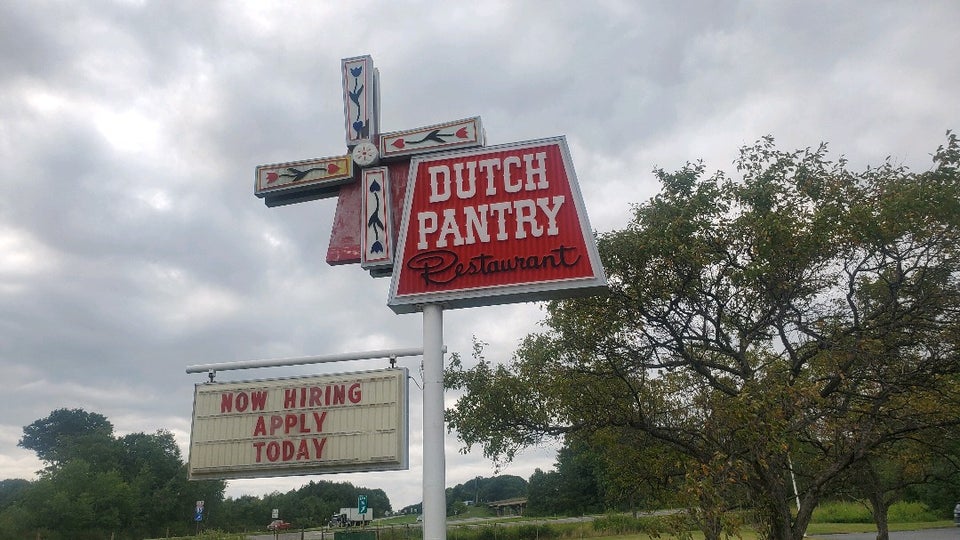 DUTCH
PANTRY
Restaurant
NOW HIRING
APPLY
TODAY